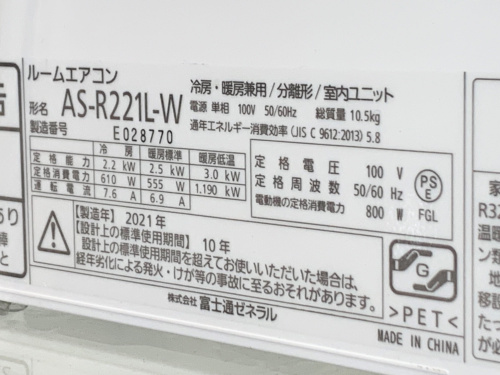 ルームエアコン
形名 AS-R221L-W
製造番号 E028770
冷房・暖房兼用/分離形/室内ユニット
電源 単相 100V 50/60Hz 総質量 10.5kg
通年エネルギー消費効率(JIS C 9612:2013) 5.8
冷房 暖房標準 暖房低温
定格能力 2.2 kW 2.5 kW 3.0 kW
定格消費電力 610 W 555 W 1.190 kW
運転電流 7.6 A 6.9 A
定格電圧 100 V
定格周波数 50/60 Hz
電動機の定格消費電力 800 W
PS
E
FGL
【製造年】2021年
【設計上の標準使用期間】10年
設計上の標準使用期間を超えてお使いいただいた場合は、
経年劣化による発火・けが等の事故に至るおそれがあります。
G
>PET<
株式会社 富士通ゼネラル
MADE IN CHINA
告
と
R32
温暖